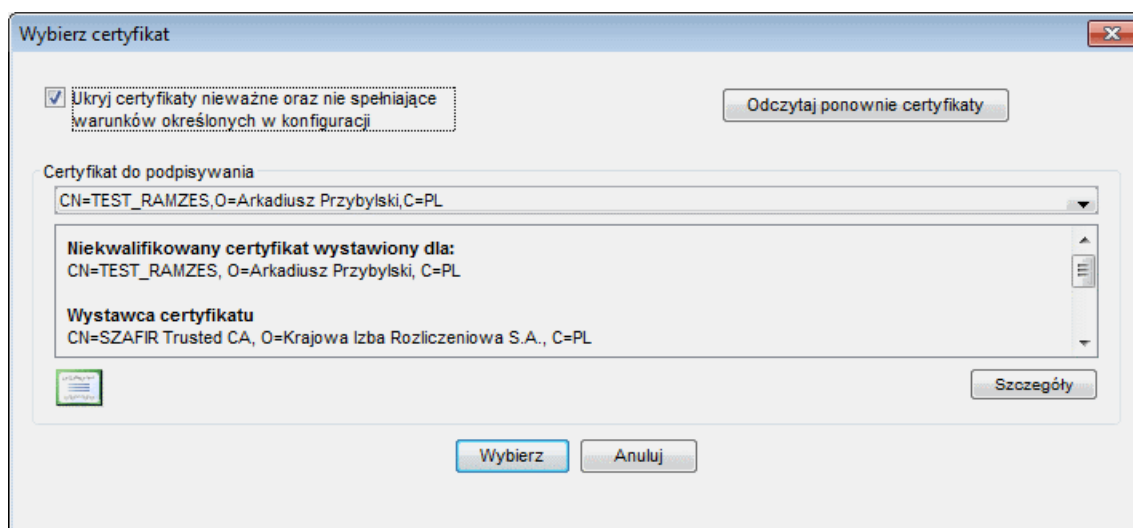 Wybierz certyfikat
Ukryj certyfikaty nieważne oraz nie spełniające
warunków określonych w konfiguracji
Odczytaj ponownie certyfikaty
Certyfikat do podpisywania
CN=TEST_RAMZES,O=Arkadiusz Przybylski,C=PL
Niekwalifikowany certyfikat wystawiony dla:
CN=TEST_RAMZES, O=Arkadiusz Przybylski, C=PL
Wystawca certyfikatu
CN=SZAFIR Trusted CA, O=Krajowa Izba Rozliczeniowa S.A., C=PL
Szczegóły
Wybierz
Anuluj